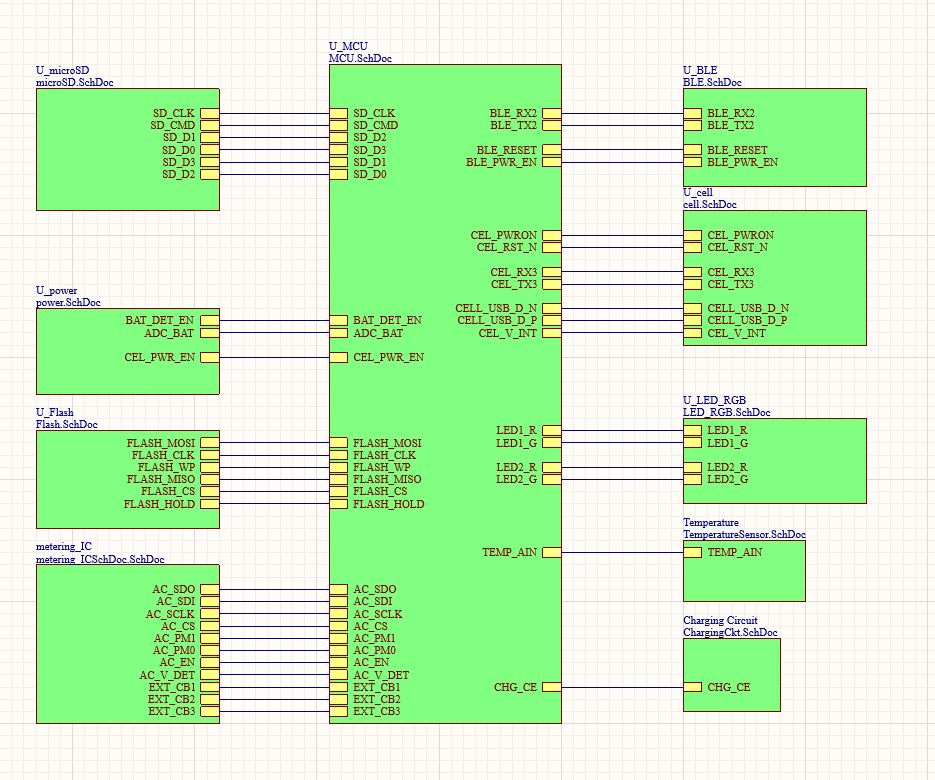 U_microSD
microSD.SchDoc
SD_CLK
SD_CMD
SD_D1
SD_D0
SD_D3
SD_D2
U_power
power.SchDoc
BAT_DET_EN
ADC_BAT
CEL_PWR_EN
U_Flash
Flash.SchDoc
FLASH_MOSI
FLASH_CLK
FLASH_WP
FLASH_MISO
FLASH_CS
FLASH_HOLD
metering_IC
metering_ICSchDoc.SchDoc
AC_SDO
AC_SDI
AC_SCLK
AC_CS
AC_PM1
AC_PM0
AC_EN
AC_V_DET
EXT_CB1
EXT_CB2
EXT_CB3
U_MCU
MCU.SchDoc
SD_CLK
SD_CMD
SD_D2
SD_D3
SD_D1
SD_D0
BAT_DET_EN
ADC_BAT
CEL_PWR_EN
FLASH_MOSI
FLASH_CLK
FLASH_WP
FLASH_MISO
FLASH_CS
FLASH_HOLD
AC_SDO
AC_SDI
AC_SCLK
AC_CS
AC_PM1
AC_PM0
AC_EN
AC_V_DET
EXT_CB1
EXT_CB2
EXT_CB3
BLE_RX2
BLE_TX2
BLE_RESET
BLE_PWR_EN
CEL_PWRON
CEL_RST_N
CEL_RX3
CEL_TX3
CELL_USB_D_N
CELL_USB_D_P
CEL_V_INT
LED1_R
LED1_G
LED2_R
LED2_G
TEMP_AIN
CHG_CE
U_BLE
BLE.SchDoc
BLE_RX2
BLE_TX2
BLE_RESET
BLE_PWR_EN
U_cell
cell.SchDoc
CEL_PWRON
CEL_RST_N
CEL_RX3
CEL_TX3
CELL_USB_D_N
CELL_USB_D_P
CEL_V_INT
U_LED_RGB
LED_RGB.SchDoc
LED1_R
LED1_G
LED2_R
LED2_G
Temperature
TemperatureSensor.SchDoc
TEMP_AIN
Charging Circuit
ChargingCkt.SchDoc
CHG_CE